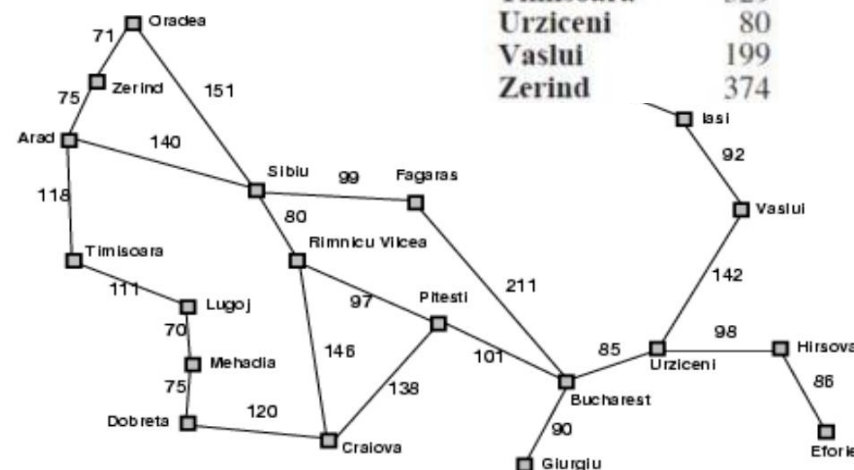 Urziceni 80
Vaslui 199
Zerind 374
Oradea
71
Zerind
151
75
Iasi
Arad
140
92
Sibiu
99
Fagaras
118
80
Vaslui
Rimnicu Vilcea
Timisoara
111
142
211
Lugoj
97
Pitesti
70
98
146
85
Hirsova
Mehadia
101
Urziceni
75
138
86
Bucharest
120
90
Dobreta
Craiova
Eforie
Giurgiu